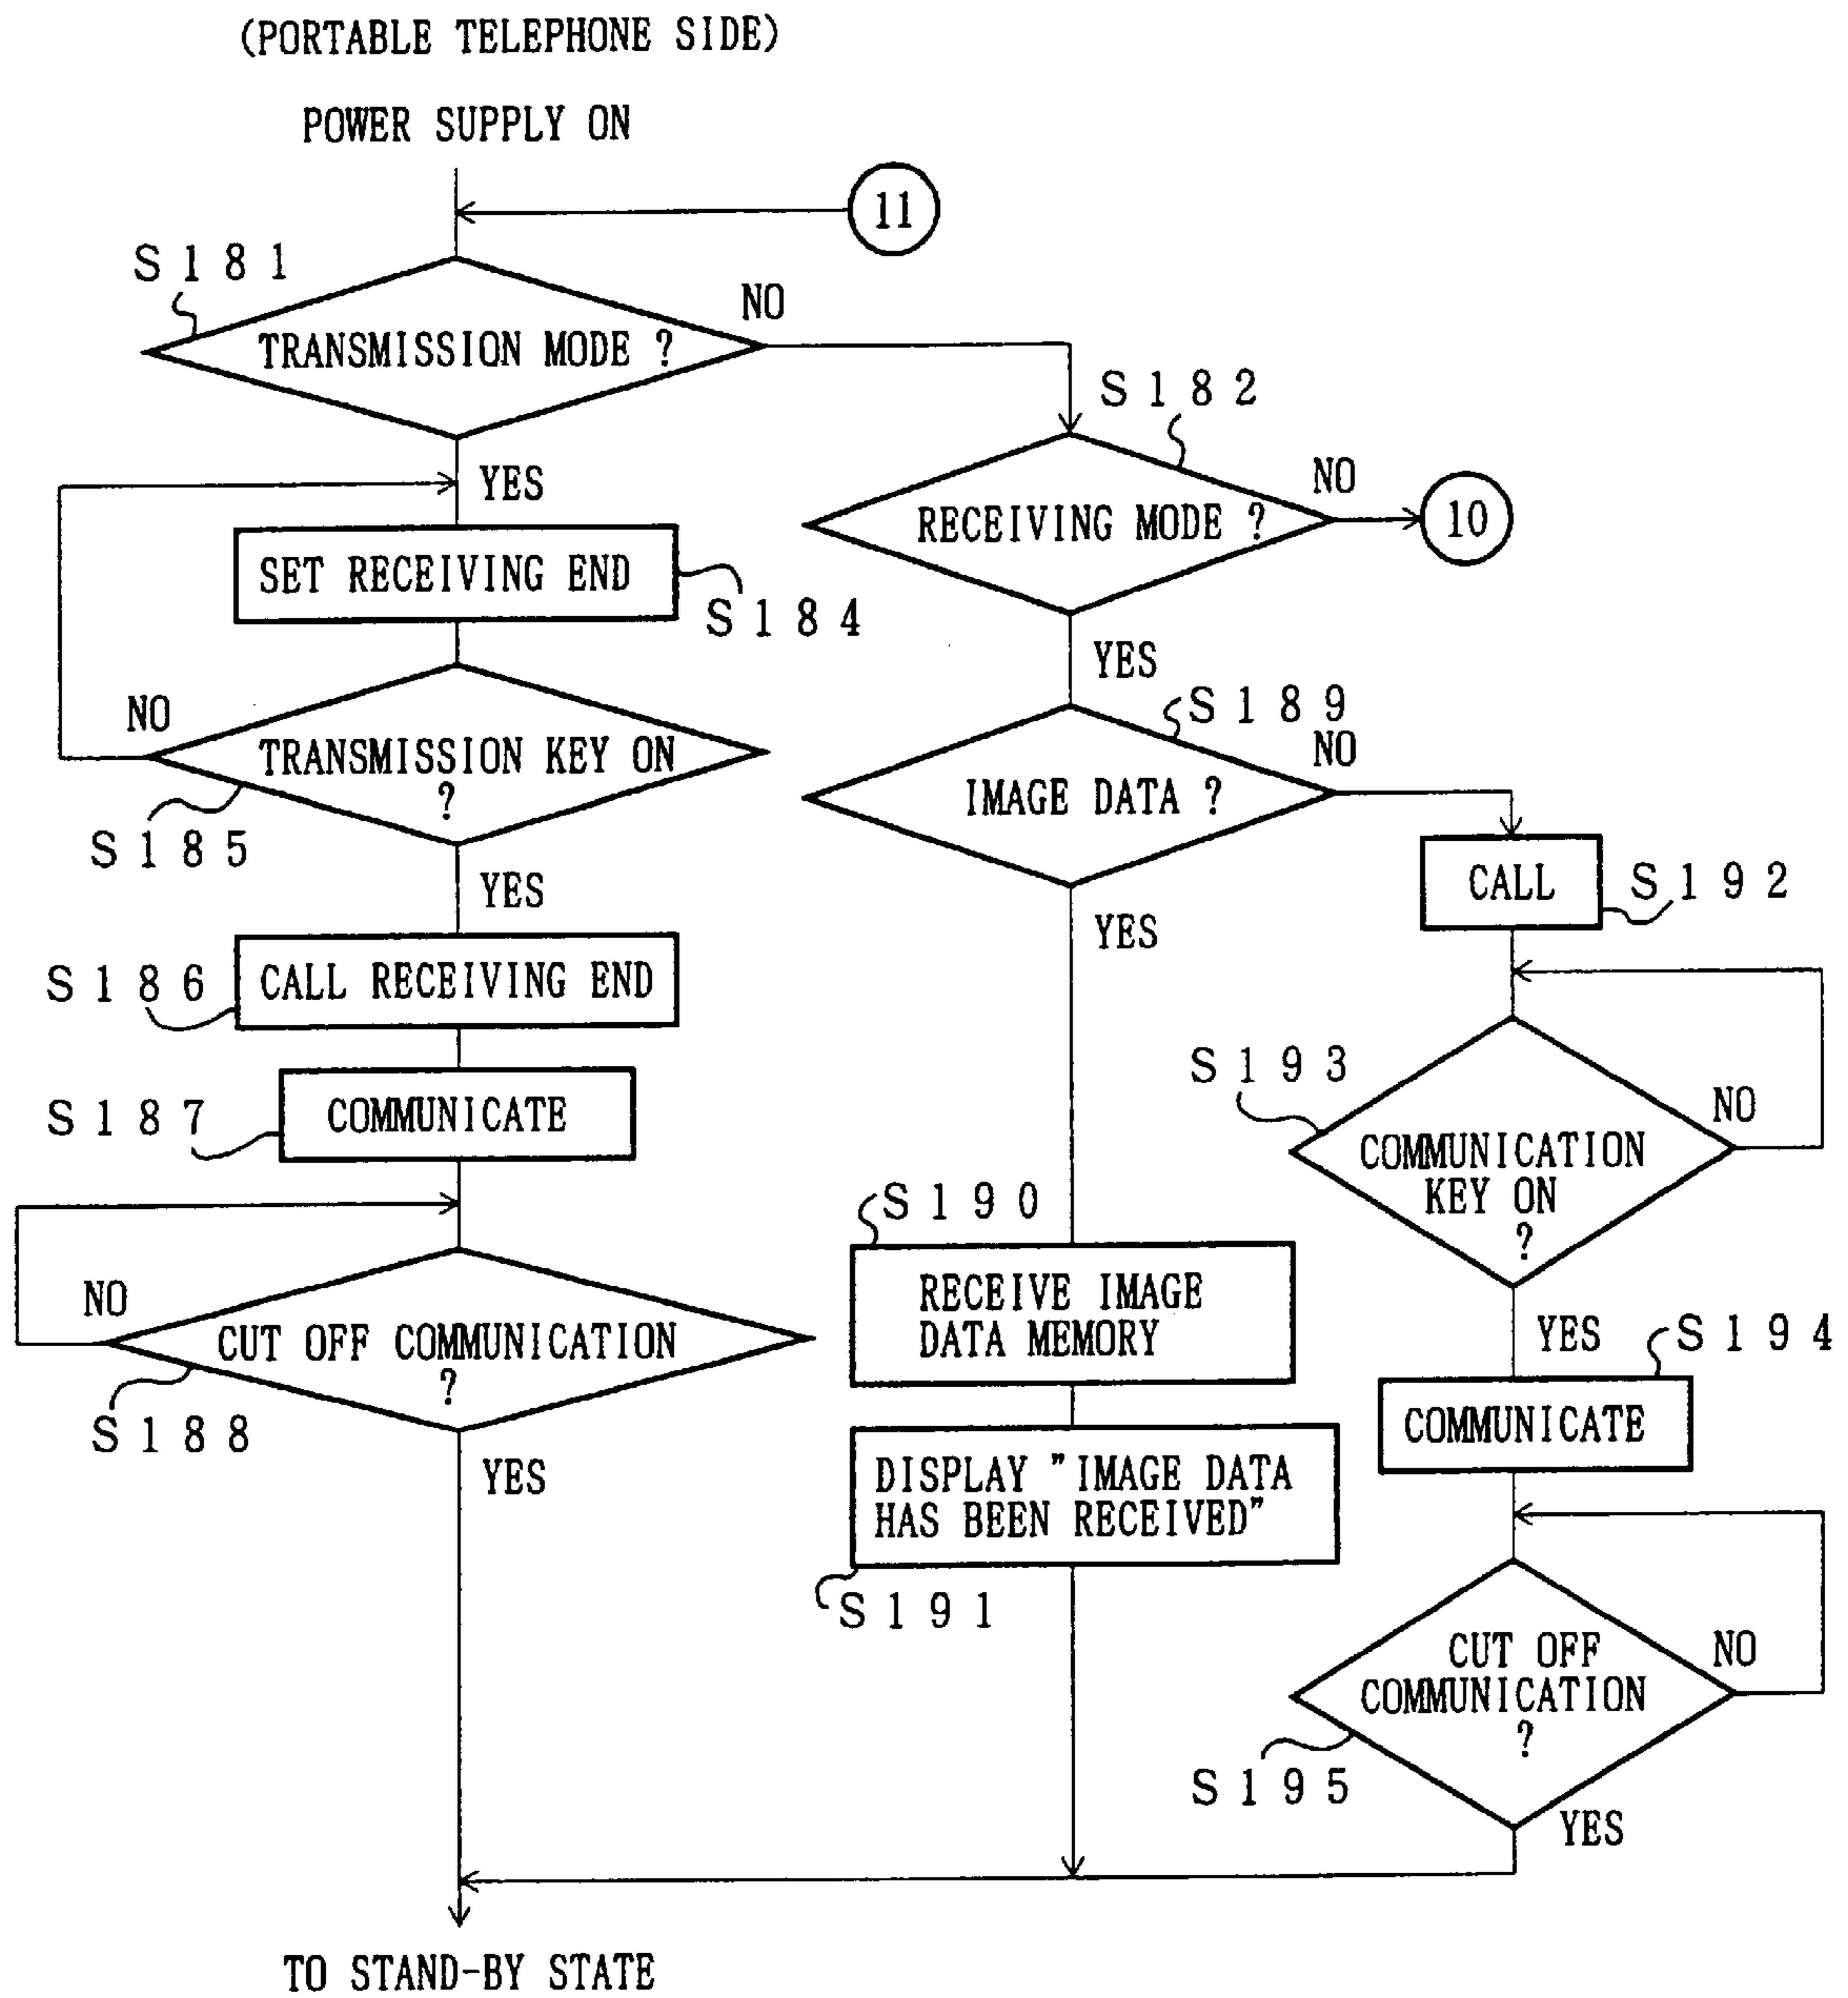 (PORTABLE TELEPHONE SIDE)
POWER SUPPLY ON
11
S181
NO
TRANSMISSION MODE ?
YES
S182
NO
RECEIVING MODE ?
10
YES
SET RECEIVING END
S184
NO
TRANSMISSION KEY ON
?
S185
YES
S189
NO
IMAGE DATA ?
YES
CALL
S192
S186
CALL RECEIVING END
S187
COMMUNICATE
S193
NO
COMMUNICATION
KEY ON
?
YES
S190
RECEIVE IMAGE
DATA MEMORY
NO
CUT OFF COMMUNICATION
?
S188
YES
S194
COMMUNICATE
DISPLAY "IMAGE DATA
HAS BEEN RECEIVED"
S191
CUT OFF
COMMUNICATION
?
NO
S195
YES
TO STAND-BY STATE